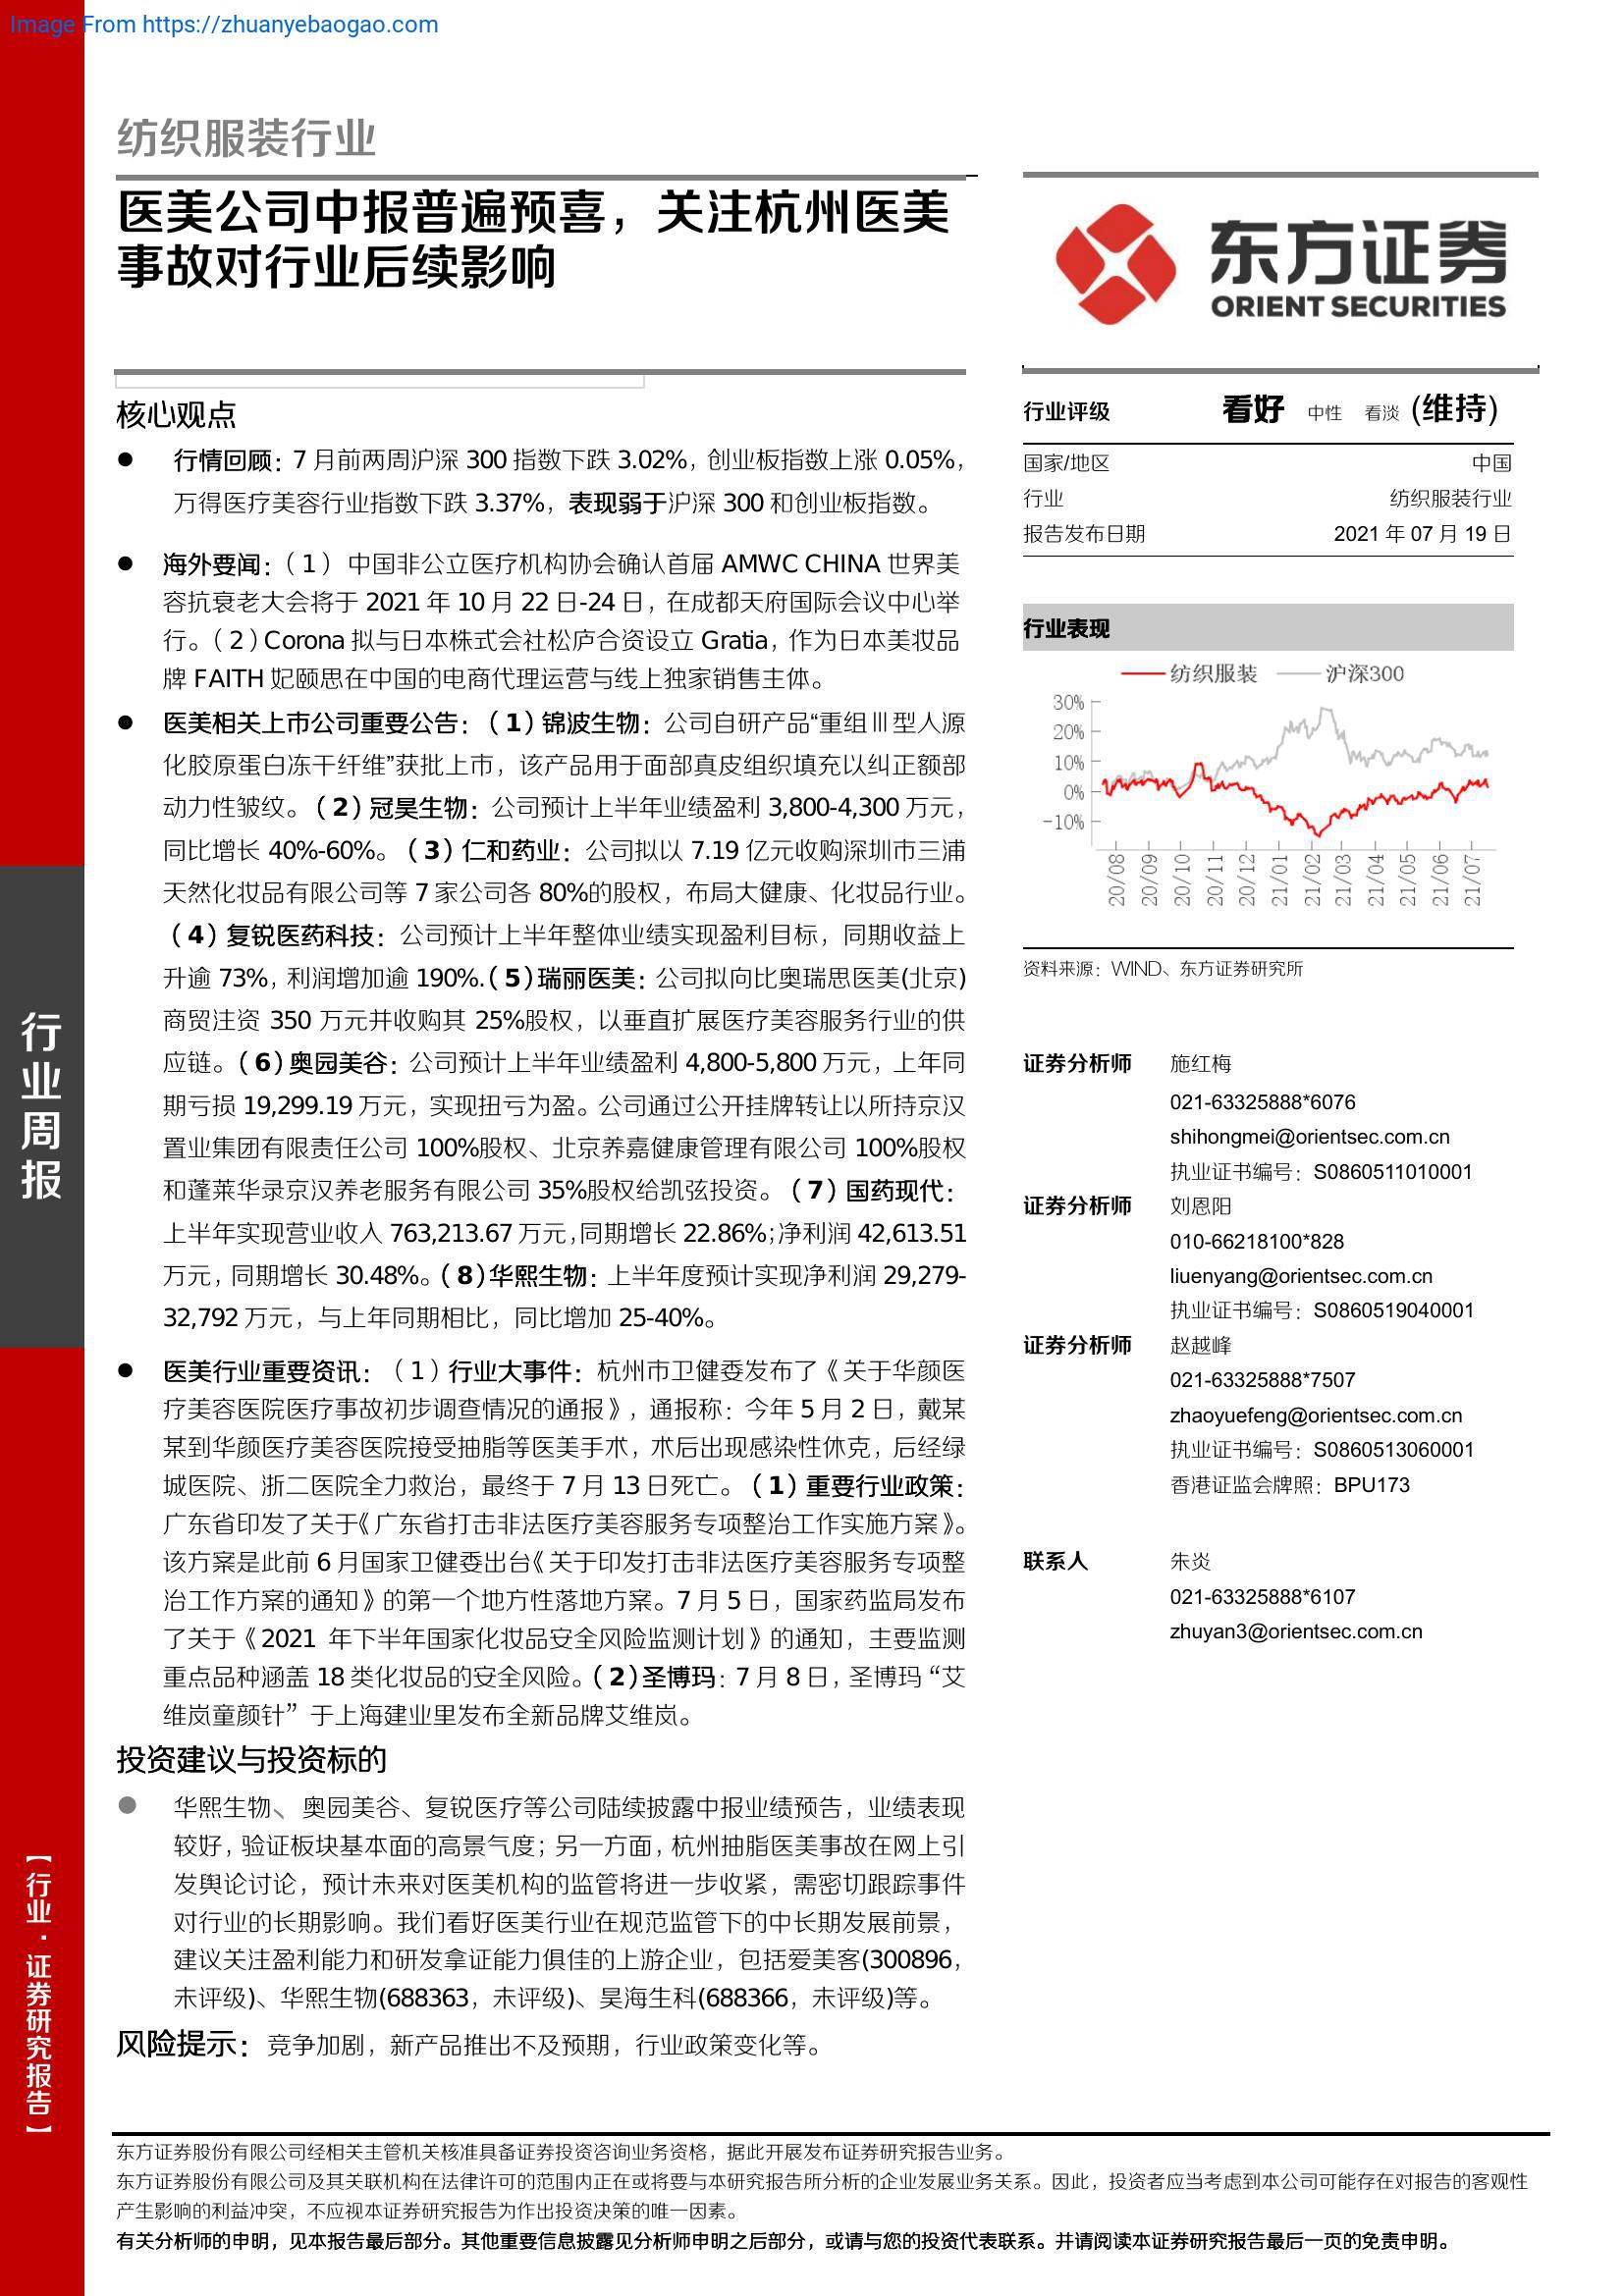 Image From https://zhuanyebaogao.com
纺织服装行业
医美公司中报普遍预喜，关注杭州医美
事故对行业后续影响
核心观点
● 行情回顾：7 月前两周沪深 300 指数下跌 3.02%，创业板指数上涨 0.05%，
万得医疗美容行业指数下跌 3.37%，表现弱于沪深 300 和创业板指数。
● 海外要闻：（1） 中国非公立医疗机构协会确认首届 AMWC CHINA 世界美
容抗衰老大会将于 2021 年 10 月 22 日-24 日，在成都天府国际会议中心举
行。（2）Corona 拟与日本株式会社松庐合资设立 Gratia，作为日本美妆品
牌 FAITH 妃颐思在中国的电商代理运营与线上独家销售主体。
● 医美相关上市公司重要公告：（1）锦波生物：公司自研产品“重组Ⅲ型人源
化胶原蛋白冻干纤维”获批上市，该产品用于面部真皮组织填充以纠正额部
动力性皱纹。（2）冠昊生物：公司预计上半年业绩盈利 3,800-4,300 万元，
同比增长 40%-60%。（3）仁和药业：公司拟以 7.19 亿元收购深圳市三浦
天然化妆品有限公司等 7 家公司各 80%的股权，布局大健康、化妆品行业。
（4）复锐医药科技：公司预计上半年整体业绩实现盈利目标，同期收益上
升逾 73%，利润增加逾 190%.（5）瑞丽医美：公司拟向比奥瑞思医美(北京)
商贸注资 350 万元并收购其 25%股权，以垂直扩展医疗美容服务行业的供
应链。（6）奥园美谷：公司预计上半年业绩盈利 4,800-5,800 万元，上年同
期亏损 19,299.19 万元，实现扭亏为盈。公司通过公开挂牌转让以所持京汉
置业集团有限责任公司 100%股权、北京养嘉健康管理有限公司 100%股权
和蓬莱华录京汉养老服务有限公司 35%股权给凯弦投资。（7）国药现代：
上半年实现营业收入 763,213.67 万元，同期增长 22.86%；净利润 42,613.51
万元，同期增长 30.48%。（8）华熙生物：上半年度预计实现净利润 29,279-
32,792 万元，与上年同期相比，同比增加 25-40%。
● 医美行业重要资讯：（1）行业大事件：杭州市卫健委发布了《关于华颜医
疗美容医院医疗事故初步调查情况的通报》，通报称：今年 5 月 2 日，戴某
某到华颜医疗美容医院接受抽脂等医美手术，术后出现感染性休克，后经绿
城医院、浙二医院全力救治，最终于 7 月 13 日死亡。（1）重要行业政策：
广东省印发了关于《广东省打击非法医疗美容服务专项整治工作实施方案》。
该方案是此前 6 月国家卫健委出台《关于印发打击非法医疗美容服务专项整
治工作方案的通知》的第一个地方性落地方案。7 月 5 日，国家药监局发布
了关于《2021 年下半年国家化妆品安全风险监测计划》的通知，主要监测
重点品种涵盖 18 类化妆品的安全风险。（2）圣博玛：7 月 8 日，圣博玛“艾
维岚童颜针”于上海建业里发布全新品牌艾维岚。
投资建议与投资标的
● 华熙生物、奥园美谷、复锐医疗等公司陆续披露中报业绩预告，业绩表现
较好，验证板块基本面的高景气度；另一方面，杭州抽脂医美事故在网上引
发舆论讨论，预计未来对医美机构的监管将进一步收紧，需密切跟踪事件
对行业的长期影响。我们看好医美行业在规范监管下的中长期发展前景，
建议关注盈利能力和研发拿证能力俱佳的上游企业，包括爱美客(300896，
未评级)、华熙生物(688363，未评级)、昊海生科(688366，未评级)等。
风险提示：竞争加剧，新产品推出不及预期，行业政策变化等。
东方证券
ORIENT SECURITIES
行业评级 看好 中性 看淡 (维持)
国家/地区 中国
行业 纺织服装行业
报告发布日期 2021 年 07 月 19 日
行业表现
纺织服装 沪深300
30%
20%
10%
0%
-10%
20/08 20/09 20/10 20/11 20/12 21/01 21/02 21/03 21/04 21/05 21/06 21/07
资料来源：WIND、东方证券研究所
证券分析师 施红梅
021-63325888*6076
shihongmei@orientsec.com.cn
执业证书编号：S0860511010001
证券分析师 刘恩阳
010-66218100*828
liuenyang@orientsec.com.cn
执业证书编号：S0860519040001
证券分析师 赵越峰
021-63325888*7507
zhaoyuefeng@orientsec.com.cn
执业证书编号：S0860513060001
香港证监会牌照：BPU173
联系人 朱炎
021-63325888*6107
zhuyan3@orientsec.com.cn
行业周报
【行业·证券研究报告】
东方证券股份有限公司经相关主管机关核准具备证券投资咨询业务资格，据此开展发布证券研究报告业务。
东方证券股份有限公司及其关联机构在法律许可的范围内正在或将要与本研究报告所分析的企业发展业务关系。因此，投资者应当考虑到本公司可能存在对报告的客观性
产生影响的利益冲突，不应视本证券研究报告为作出投资决策的唯一因素。
有关分析师的申明，见本报告最后部分。其他重要信息披露见分析师申明之后部分，或请与您的投资代表联系。并请阅读本证券研究报告最后一页的免责申明。